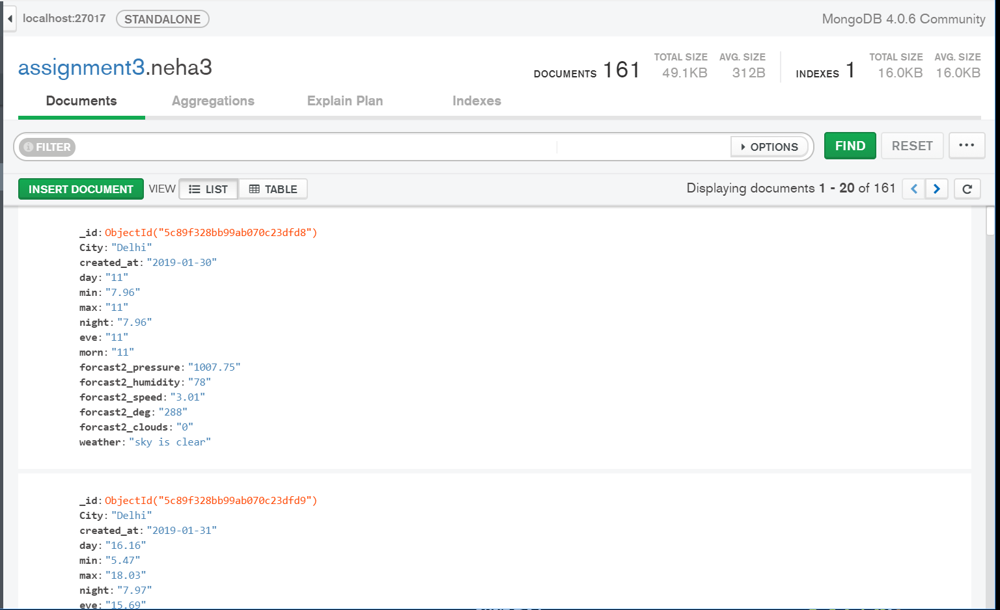 localhost:27017 STANDALONE MongoDB 4.0.6 Community
assignment3.neha3
DOCUMENTS 161 TOTAL SIZE 49.1KB AVG. SIZE 312B INDEXES 1 TOTAL SIZE 16.0KB AVG. SIZE 16.0KB
Documents Aggregations Explain Plan Indexes
FILTER OPTIONS FIND RESET ...
INSERT DOCUMENT VIEW LIST TABLE Displaying documents 1 - 20 of 161
_id: ObjectId("5c89f328bb99ab070c23dfd8")
City: "Delhi"
created_at: "2019-01-30"
day: "11"
min: "7.96"
max: "11"
night: "7.96"
eve: "11"
morn: "11"
forcast2_pressure: "1007.75"
forcast2_humidity: "78"
forcast2_speed: "3.01"
forcast2_deg: "288"
forcast2_clouds: "0"
weather: "sky is clear"
_id: ObjectId("5c89f328bb99ab070c23dfd9")
City: "Delhi"
created_at: "2019-01-31"
day: "16.16"
min: "5.47"
max: "18.03"
night: "7.97"
eve: "15.69"